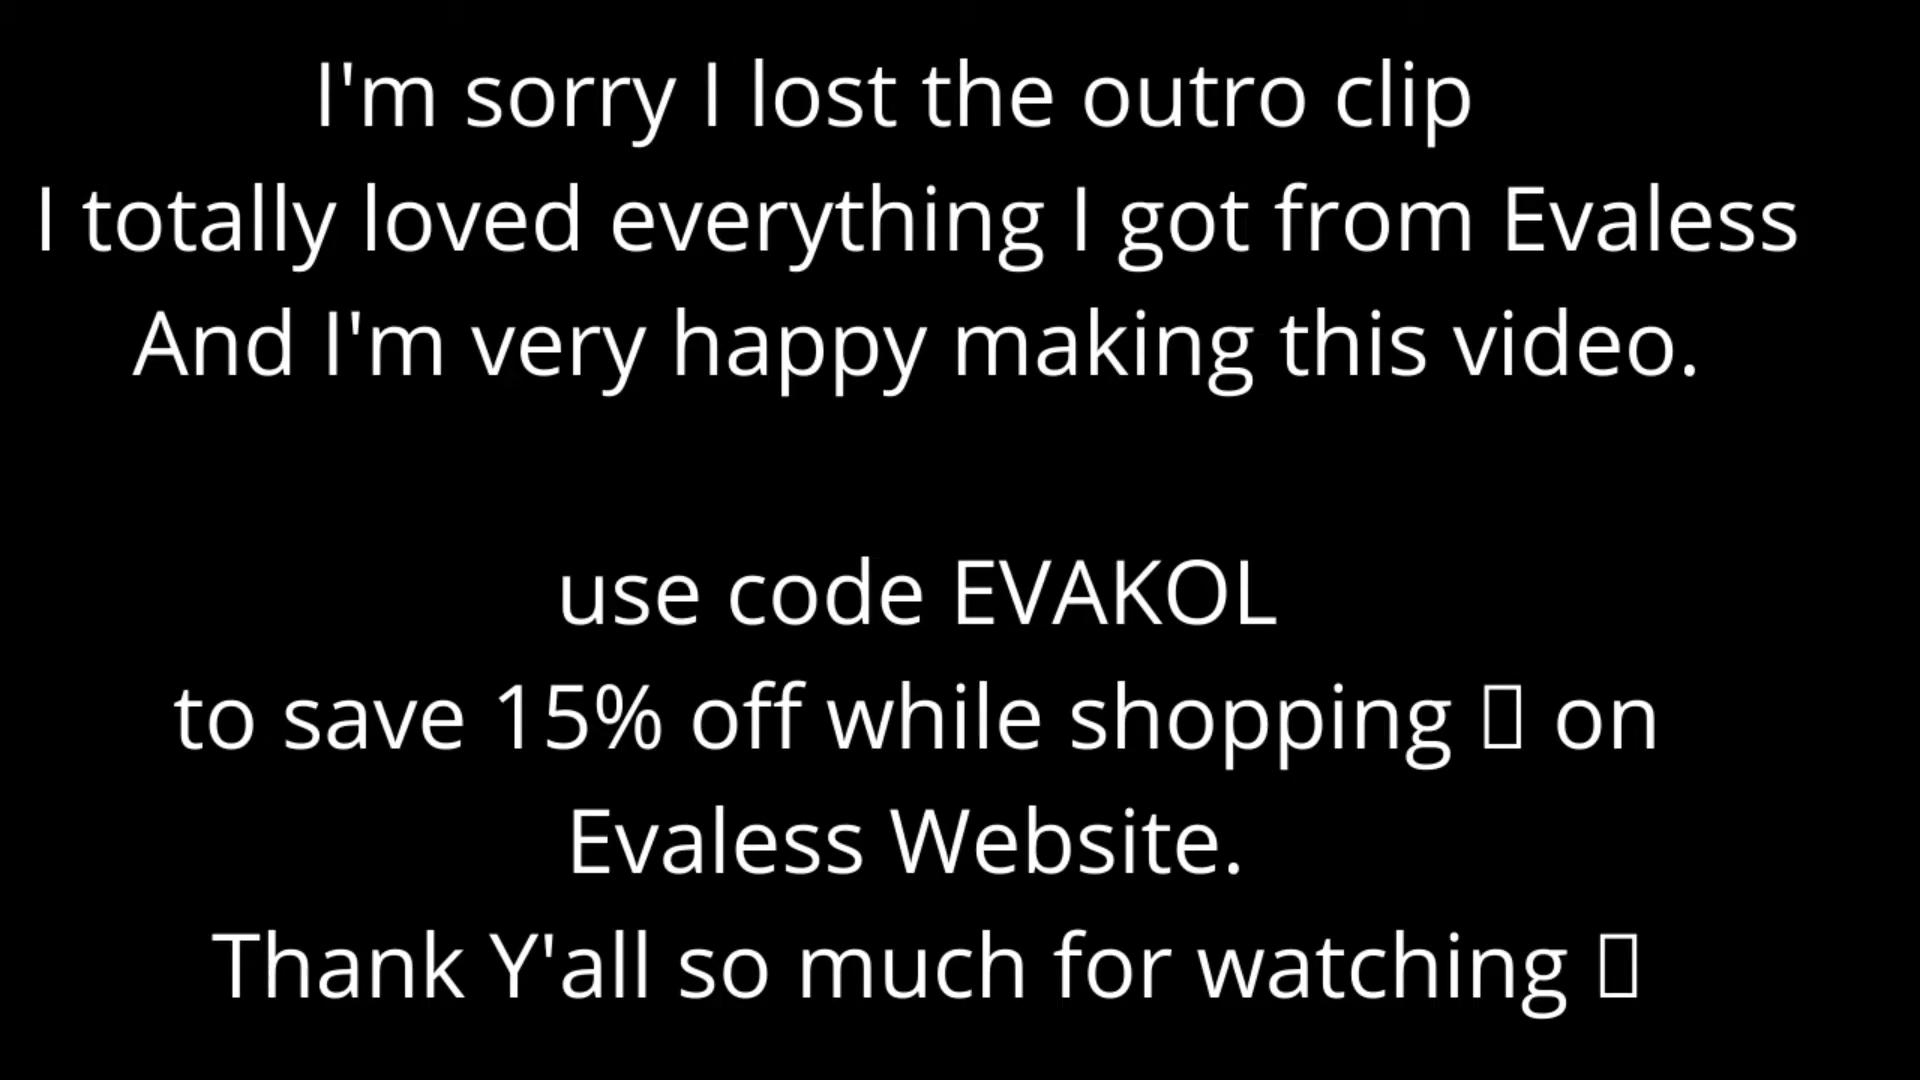 I'm sorry I lost the outro clip
I totally loved everything I got from Evaless
And I'm very happy making this video.
use code EVAKOL
to save 15% off while shopping ▯ on
Evaless Website.
Thank Y'all so much for watching ▯